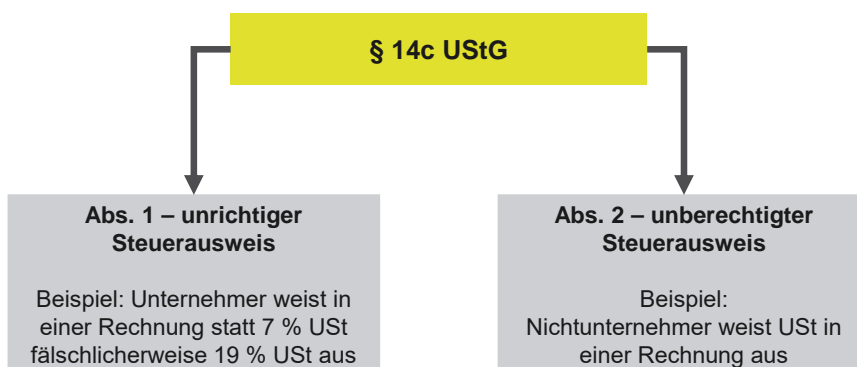 § 14c UStG
Abs. 1 – unrichtiger
Steuerausweis
Beispiel: Unternehmer weist in
einer Rechnung statt 7 % USt
fälschlicherweise 19 % USt aus
Abs. 2 – unberechtigter
Steuerausweis
Beispiel:
Nichtunternehmer weist USt in
einer Rechnung aus